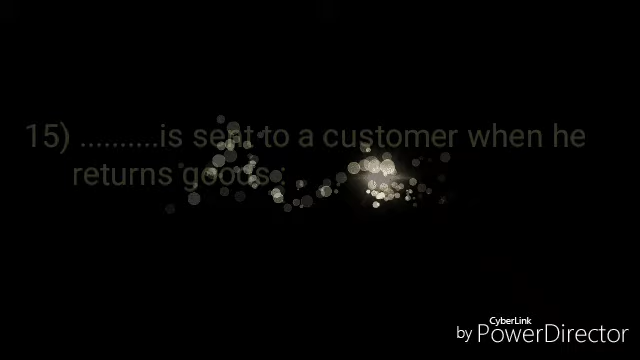 15) ..........is sent to a customer when he
returns goods.
CyberLink
by PowerDirector